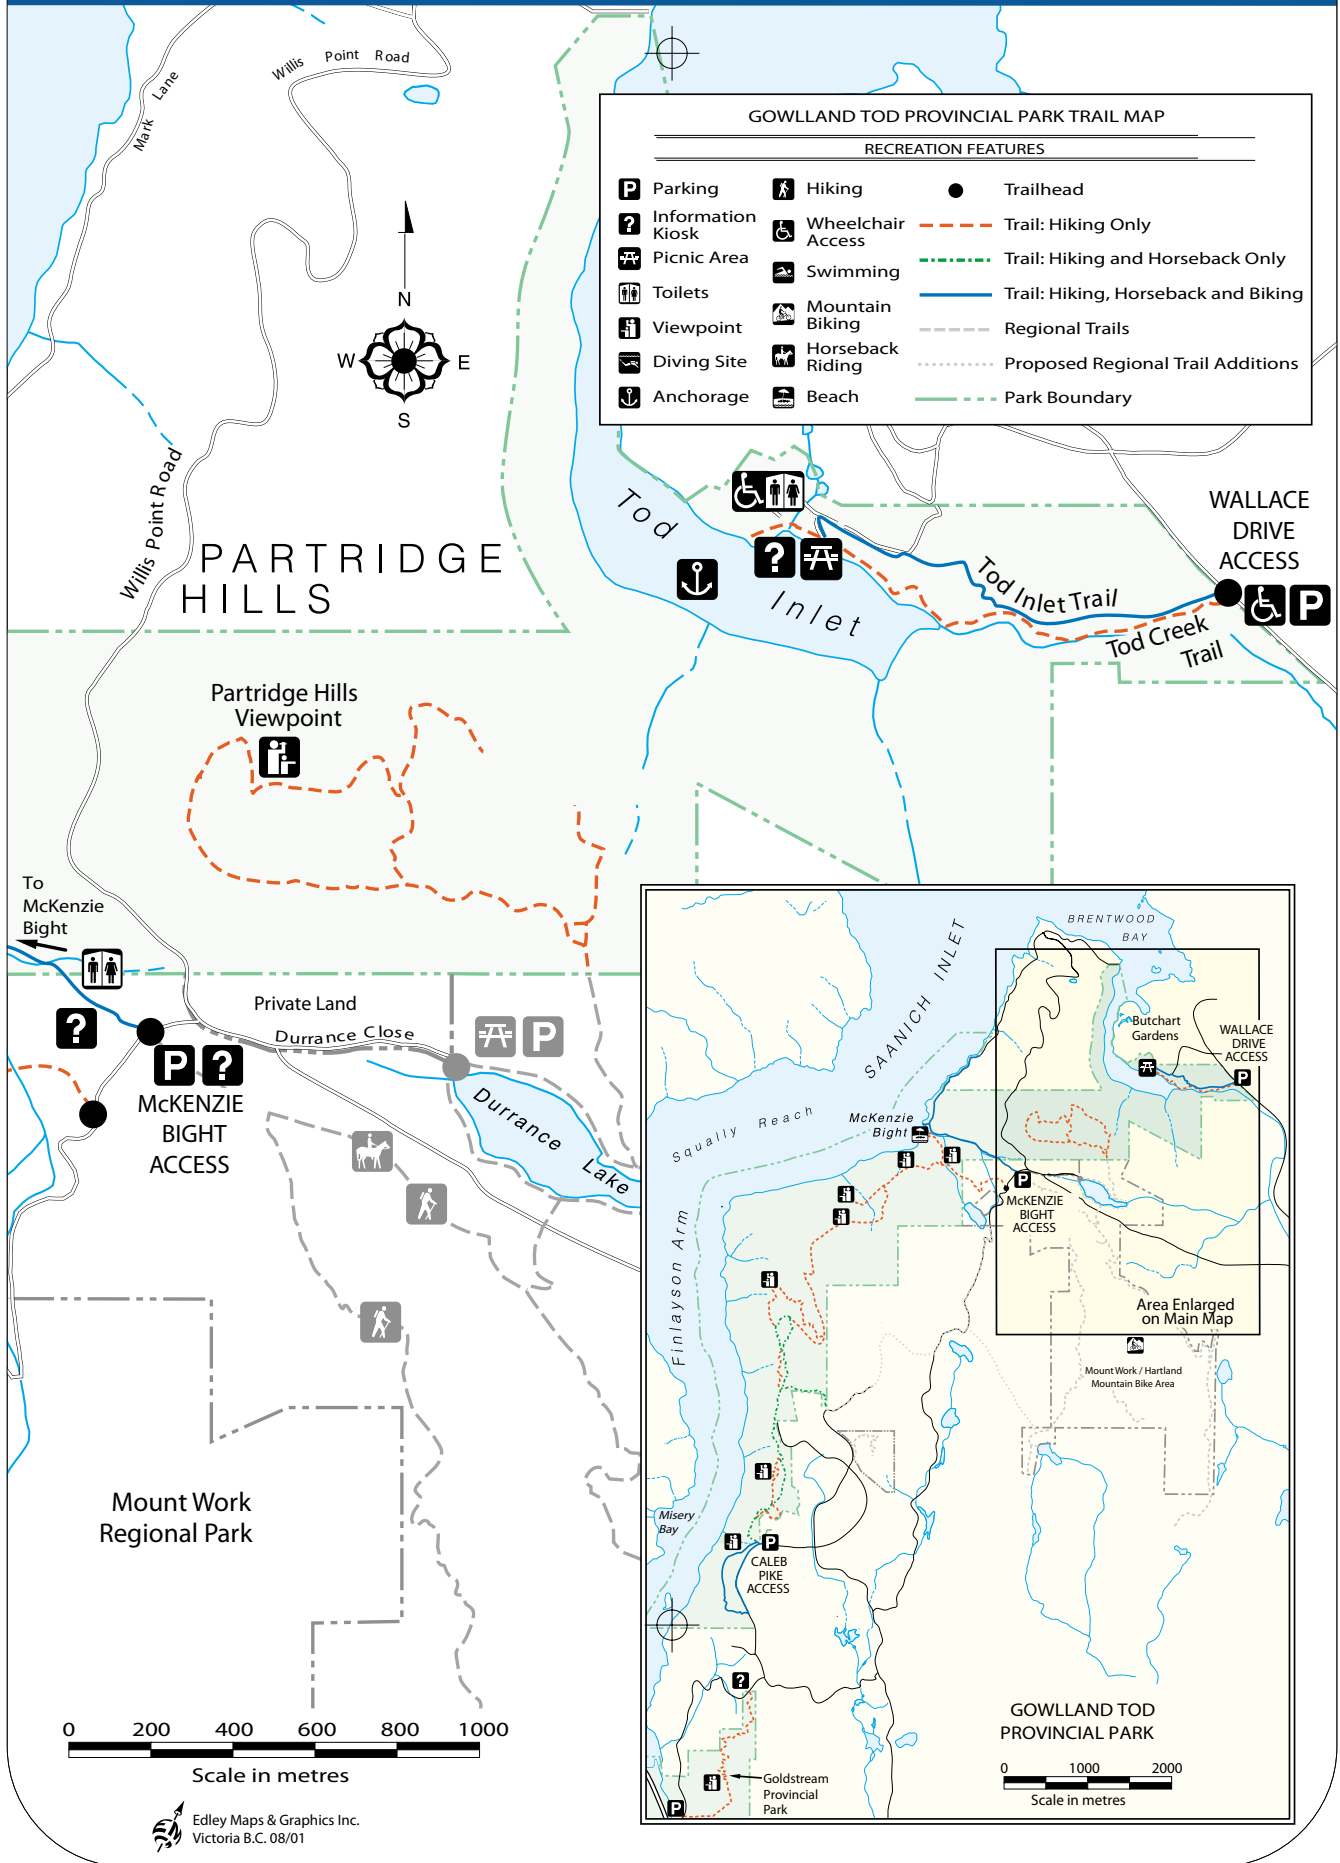 Willis Point Road
Mark Lane
GOWLLAND TOD PROVINCIAL PARK TRAIL MAP
RECREATION FEATURES
P Parking
? Information
Kiosk
Picnic Area
Toilets
Viewpoint
Diving Site
Anchorage
Hiking
Wheelchair
Access
Swimming
Mountain
Biking
Horseback
Riding
Beach
Trailhead
Trail: Hiking Only
Trail: Hiking and Horseback Only
Trail: Hiking, Horseback and Biking
Regional Trails
Proposed Regional Trail Additions
Park Boundary
N
W E
S
Willis Point Road
PARTRIDGE
HILLS
Tod
Inlet
?
WALLACE
DRIVE
ACCESS
P
Tod Inlet Trail
Tod Creek
Trail
Partridge Hills
Viewpoint
To
McKenzie
Bight
?
P ?
McKENZIE
BIGHT
ACCESS
Private Land
Durrance Close
P
Durrance
Lake
Mount Work
Regional Park
0 200 400 600 800 1000
Scale in metres
Edley Maps & Graphics Inc.
Victoria B.C. 08/01
BRENTWOOD
BAY
SAANICH INLET
Butchart
Gardens
WALLACE
DRIVE
ACCESS
P
Squally Reach
McKenzie
Bight
P
McKENZIE
BIGHT
ACCESS
Finlayson Arm
Area Enlarged
on Main Map
Mount Work / Hartland
Mountain Bike Area
Misery
Bay
P
CALEB
PIKE
ACCESS
?
Goldstream
Provincial
Park
P
GOWLLAND TOD
PROVINCIAL PARK
0 1000 2000
Scale in metres